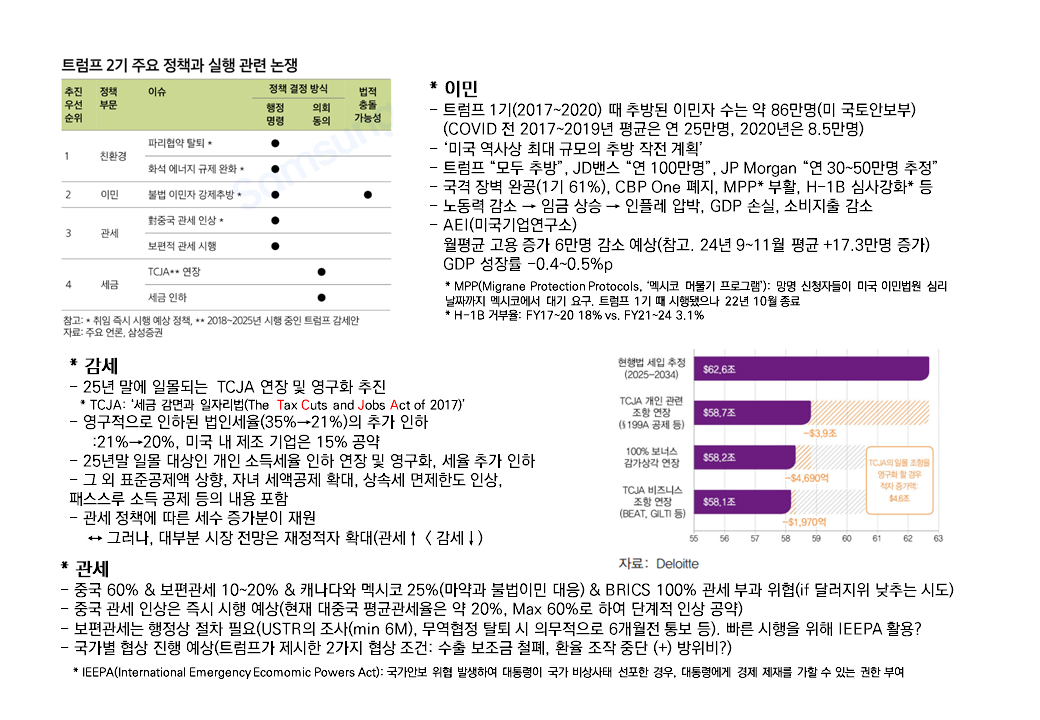 트럼프 2기 주요 정책과 실행 관련 논쟁
추진 우선 순위 정책 부문 이슈 정책 결정 방식 법적 충돌 가능성
행정 명령 의회 동의
1 친환경 파리협약 탈퇴 * ●
화석 에너지 규제 완화 * ●
2 이민 불법 이민자 강제추방 * ● ●
3 관세 對중국 관세 인상 * ●
보편적 관세 시행 ●
4 세금 TCJA** 연장 ●
세금 인하 ●
참고: * 취임 즉시 시행 예상 정책, ** 2018~2025년 시행 중인 트럼프 감세안
자료: 주요 언론, 삼성증권
samsung
* 이민
- 트럼프 1기(2017~2020) 때 추방된 이민자 수는 약 86만명(미 국토안보부)
(COVID 전 2017~2019년 평균은 연 25만명, 2020년은 8.5만명)
- ‘미국 역사상 최대 규모의 추방 작전 계획’
- 트럼프 “모두 추방”, JD밴스 “연 100만명”, JP Morgan “연 30~50만명 추정”
- 국격 장벽 완공(1기 61%), CBP One 폐지, MPP* 부활, H-1B 심사강화* 등
- 노동력 감소 → 임금 상승 → 인플레 압박, GDP 손실, 소비지출 감소
- AEI(미국기업연구소)
월평균 고용 증가 6만명 감소 예상(참고. 24년 9~11월 평균 +17.3만명 증가)
GDP 성장률 -0.4~0.5%p
* MPP(Migrane Protection Protocols, ‘멕시코 머물기 프로그램’): 망명 신청자들이 미국 이민법원 심리
날짜까지 멕시코에서 대기 요구. 트럼프 1기 때 시행됐으나 22년 10월 종료
* H-1B 거부율: FY17~20 18% vs. FY21~24 3.1%
* 감세
- 25년 말에 일몰되는 TCJA 연장 및 영구화 추진
* TCJA: ‘세금 감면과 일자리법(The Tax Cuts and Jobs Act of 2017)’
- 영구적으로 인하된 법인세율(35%→21%)의 추가 인하
:21%→20%, 미국 내 제조 기업은 15% 공약
- 25년말 일몰 대상인 개인 소득세율 인하 연장 및 영구화, 세율 추가 인하
- 그 외 표준공제액 상향, 자녀 세액공제 확대, 상속세 면제한도 인상,
패스스루 소득 공제 등의 내용 포함
- 관세 정책에 따른 세수 증가분이 재원
↔ 그러나, 대부분 시장 전망은 재정적자 확대(관세↑ < 감세↓)
현행법 세입 추정
(2025-2034)
$62.6조
TCJA 개인 관련
조항 연장
(§199A 공제 등)
$58.7조
-$3.9조
100% 보너스
감가상각 연장
$58.2조
-$4,690억
TCJA 비즈니스
조항 연장
(BEAT, GILTI 등)
$58.1조
-$1,970억
TCJA의 일몰 조항을
영구화 할 경우
적자 증가액:
$4.6조
55 56 57 58 59 60 61 62 63
자료: Deloitte
* 관세
- 중국 60% & 보편관세 10~20% & 캐나다와 멕시코 25%(마약과 불법이민 대응) & BRICS 100% 관세 부과 위협(if 달러지위 낮추는 시도)
- 중국 관세 인상은 즉시 시행 예상(현재 대중국 평균관세율은 약 20%, Max 60%로 하여 단계적 인상 공약)
- 보편관세는 행정상 절차 필요(USTR의 조사(min 6M), 무역협정 탈퇴 시 의무적으로 6개월전 통보 등). 빠른 시행을 위해 IEEPA 활용?
- 국가별 협상 진행 예상(트럼프가 제시한 2가지 협상 조건: 수출 보조금 철폐, 환율 조작 중단 (+) 방위비?)
* IEEPA(International Emergency Ecomomic Powers Act): 국가안보 위협 발생하여 대통령이 국가 비상사태 선포한 경우, 대통령에게 경제 제재를 가할 수 있는 권한 부여